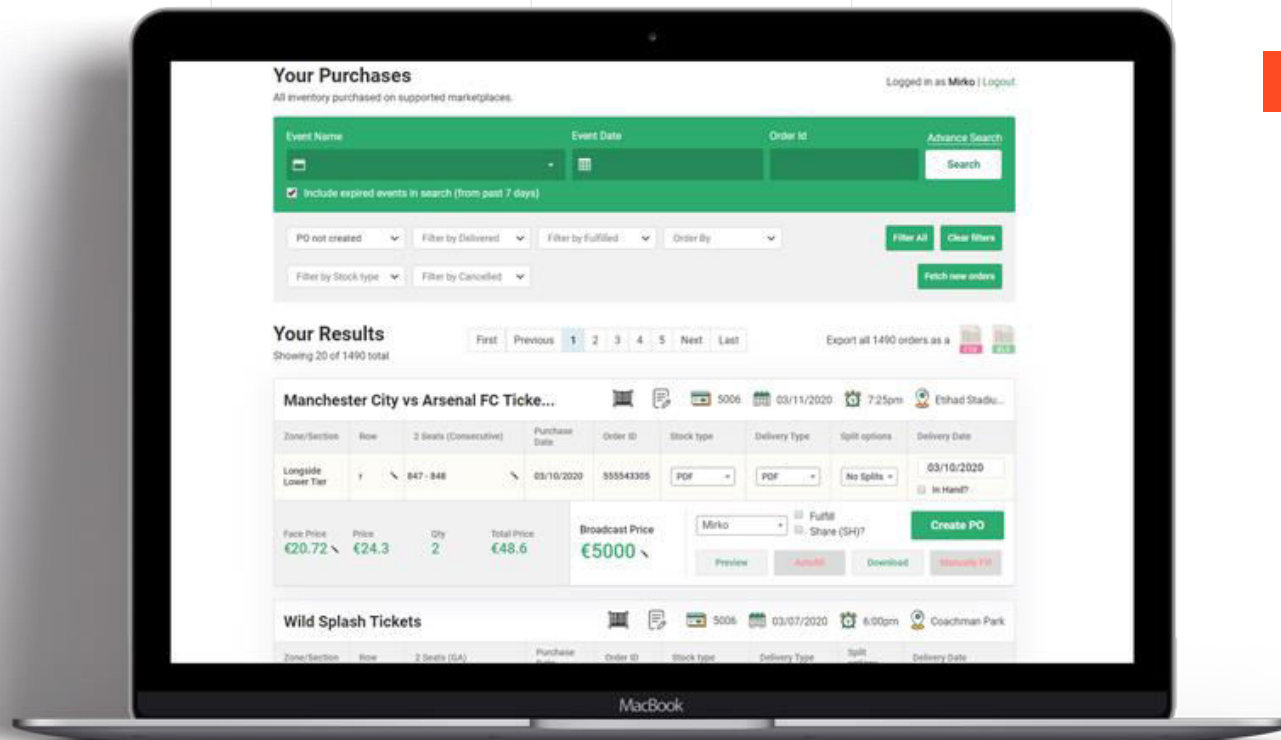 Your Purchases
Logged in as Mirko | Logout
All inventory purchased on supported marketplaces.
Event Name
Event Date
Order Id
Advance Search
Search
Include expired events in search (from past 7 days)
PO not created
Filter by Delivered
Filter by Fulfilled
Order By
Filter All
Clear filters
Filter by Stock type
Filter by Cancelled
Fetch new orders
Your Results
First Previous 1 2 3 4 5 Next Last
Export all 1490 orders as a
CSV
XLS
Showing 20 of 1490 total
Manchester City vs Arsenal FC Ticke...
5006
03/11/2020
7:25pm
Etihad Stadiu...
Zone/Section Row 2 Seats (Consecutive) Purchase Date Order ID Stock type Delivery Type Split options Delivery Date
Longside Lower Tier r 847 - 848 03/10/2020 555543305 PDF PDF No Splits 03/10/2020
In Hand?
Face Price Price Qty Total Price
€20.72 €24.3 2 €48.6
Broadcast Price
€5000
Mirko
Fulfill
Share (SH)?
Create PO
Preview
Autofill
Download
Manually Fill
Wild Splash Tickets
5006
03/07/2020
6:00pm
Coachman Park
Zone/Section Row 2 Seats (GA) Purchase Order ID Stock type Delivery Type Split Delivery Date
MacBook